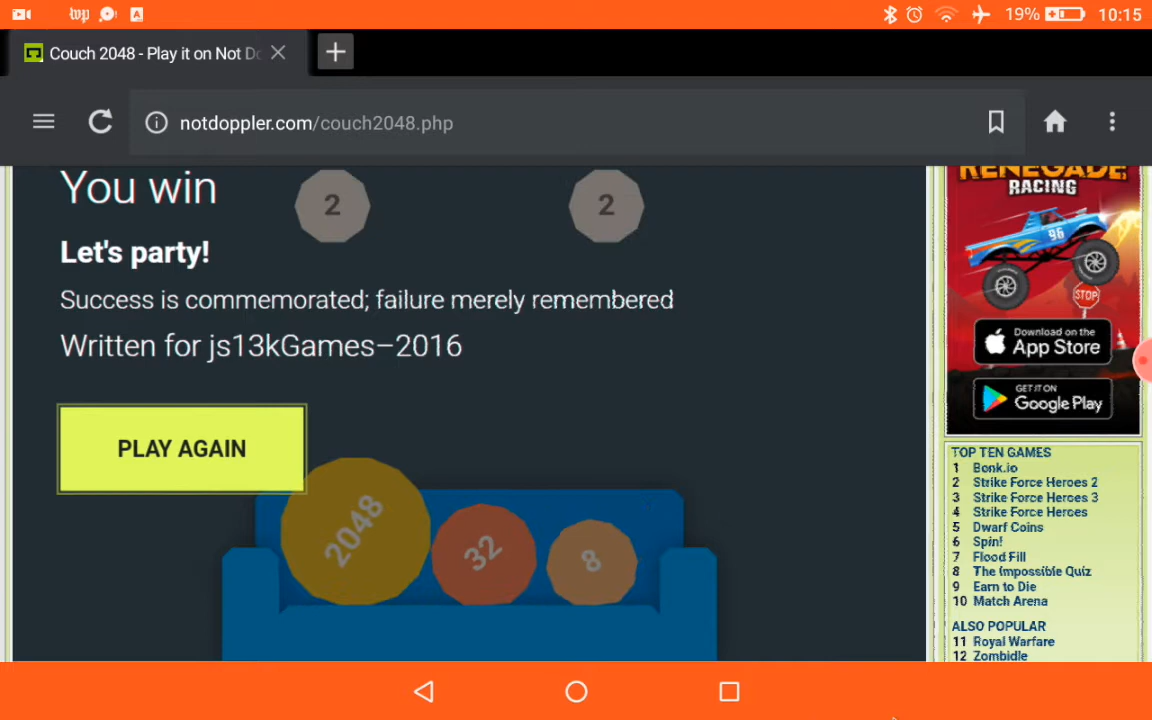 19% 10:15
Couch 2048 - Play it on Not Do
notdoppler.com/couch2048.php
You win
2 2
Let's party!
Success is commemorated; failure merely remembered
Written for js13kGames–2016
PLAY AGAIN
2048 32 8
RENEGADE
RACING
96
STOP
Download on the
App Store
GET IT ON
Google Play
TOP TEN GAMES
1 Bonk.io
2 Strike Force Heroes 2
3 Strike Force Heroes 3
4 Strike Force Heroes
5 Dwarf Coins
6 Spin!
7 Flood Fill
8 The Impossible Quiz
9 Earn to Die
10 Match Arena
ALSO POPULAR
11 Royal Warfare
12 Zombidle